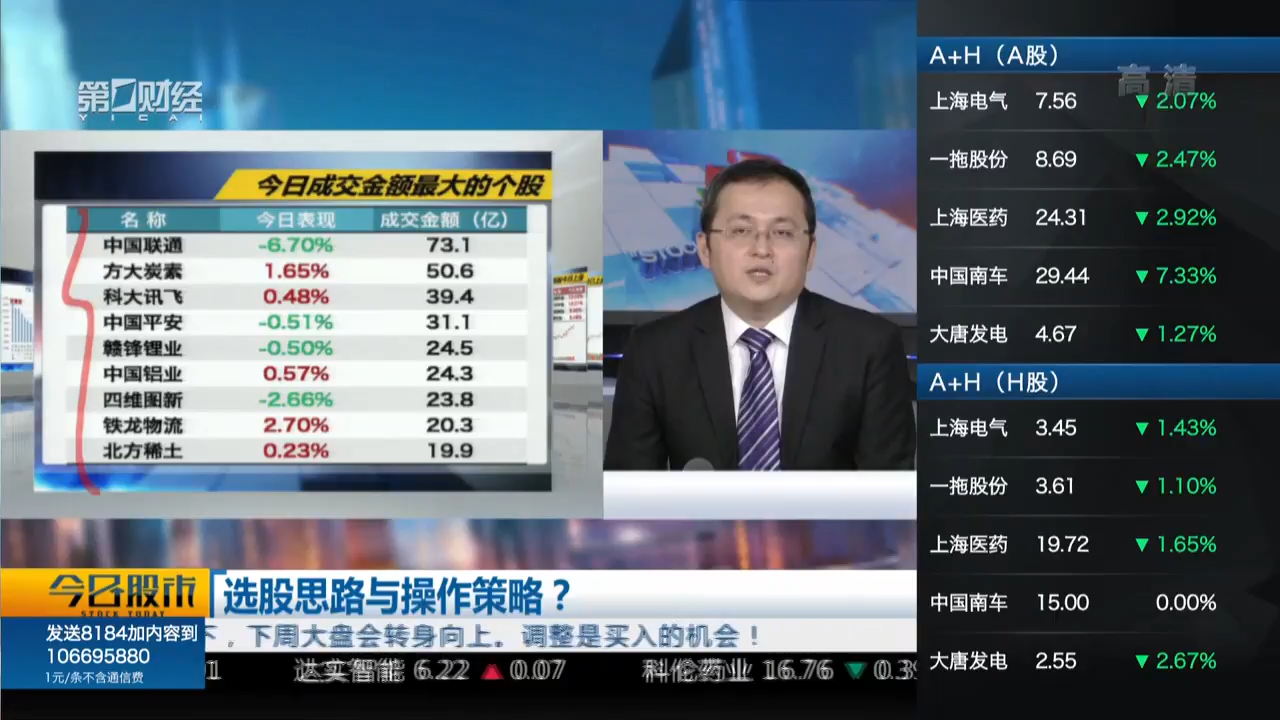 第一财经
YICAI
今日成交金额最大的个股
名称 今日表现 成交金额（亿）
中国联通 -6.70% 73.1
方大炭素 1.65% 50.6
科大讯飞 0.48% 39.4
中国平安 -0.51% 31.1
赣锋锂业 -0.50% 24.5
中国铝业 0.57% 24.3
四维图新 -2.66% 23.8
铁龙物流 2.70% 20.3
北方稀土 0.23% 19.9
STOCK
今日股市
STOCK TODAY
选股思路与操作策略？
发送8184加内容到
106695880
1元/条不含通信费
下，下周大盘会转身向上。调整是买入的机会！
1 达实智能 6.22 ▲ 0.07 科伦药业 16.76 ▼ 0.39
高清
A+H（A股）
上海电气 7.56 ▼ 2.07%
一拖股份 8.69 ▼ 2.47%
上海医药 24.31 ▼ 2.92%
中国南车 29.44 ▼ 7.33%
大唐发电 4.67 ▼ 1.27%
A+H（H股）
上海电气 3.45 ▼ 1.43%
一拖股份 3.61 ▼ 1.10%
上海医药 19.72 ▼ 1.65%
中国南车 15.00 0.00%
大唐发电 2.55 ▼ 2.67%